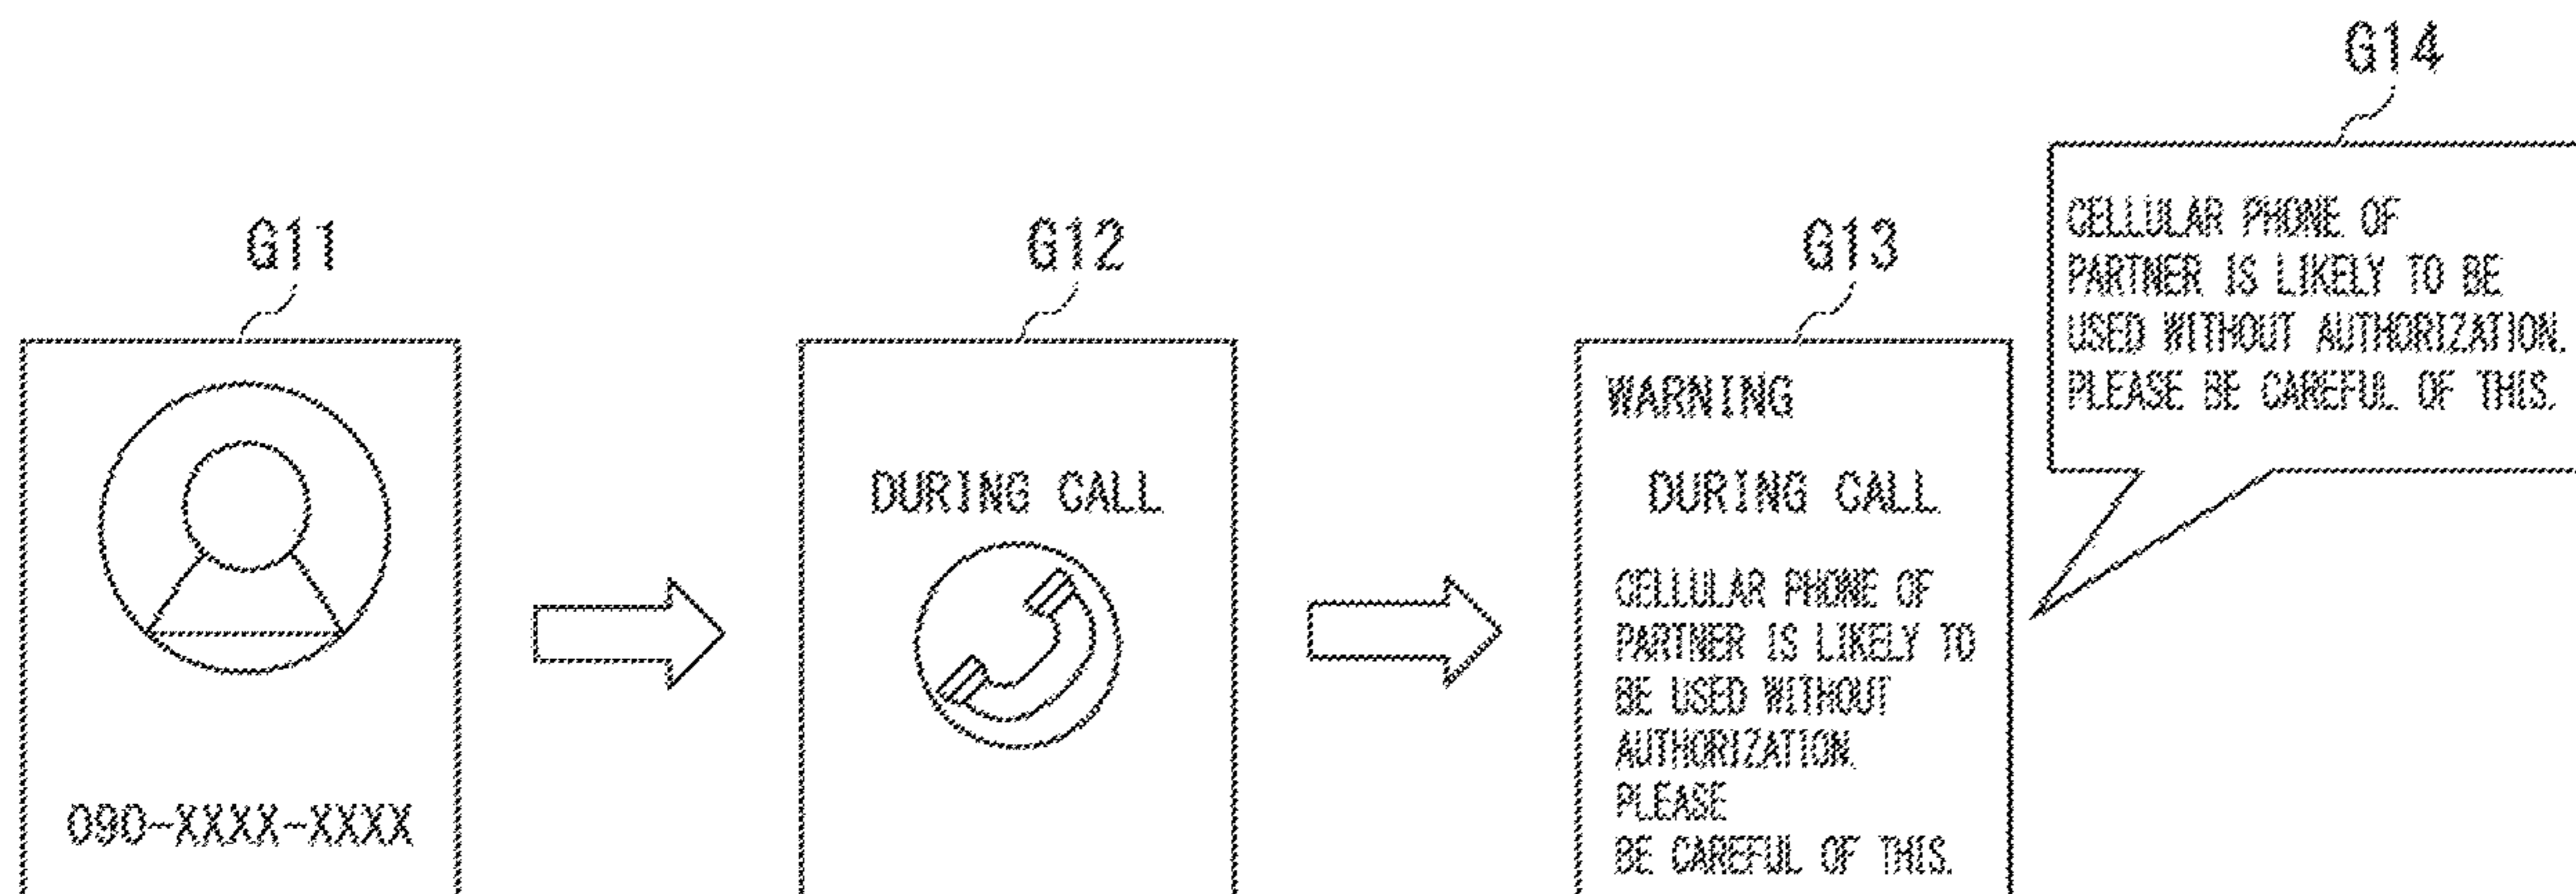 G11
090-XXXX-XXXX
G12
DURING CALL
G13
WARNING
DURING CALL
CELLULAR PHONE OF
PARTNER IS LIKELY TO
BE USED WITHOUT
AUTHORIZATION.
PLEASE
BE CAREFUL OF THIS.
G14
CELLULAR PHONE OF
PARTNER IS LIKELY TO BE
USED WITHOUT AUTHORIZATION.
PLEASE BE CAREFUL OF THIS.